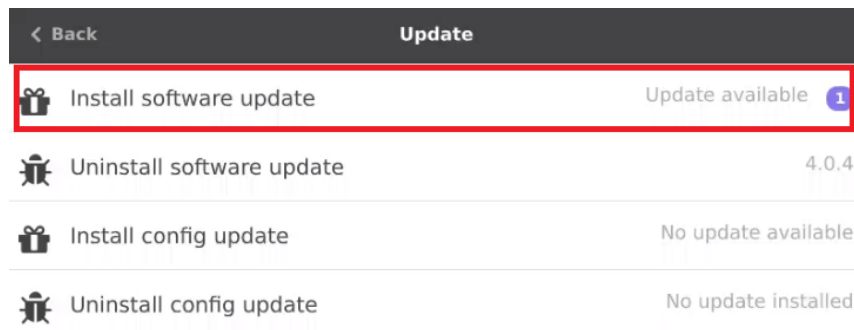 Back Update
Install software update Update available 1
Uninstall software update 4.0.4
Install config update No update available
Uninstall config update No update installed